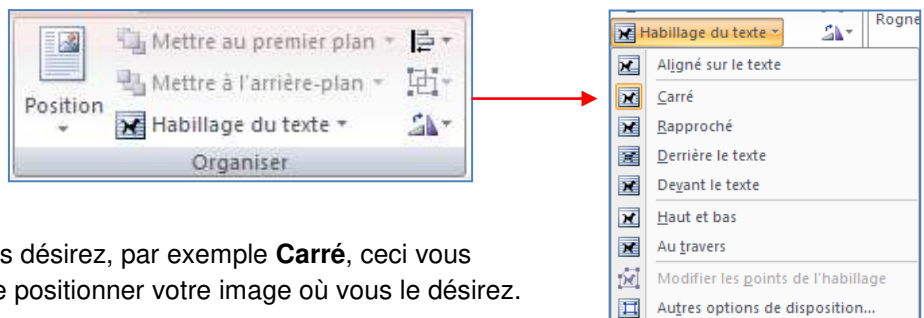 Mettre au premier plan
Mettre à l'arrière-plan
Position
Habillage du texte
Organiser
Rogne
Habillage du texte
Aligné sur le texte
Carré
Rapproché
Derrière le texte
Devant le texte
Haut et bas
Au travers
Modifier les points de l'habillage
Autres options de disposition...
s désirez, par exemple Carré, ceci vous
e positionner votre image où vous le désirez.